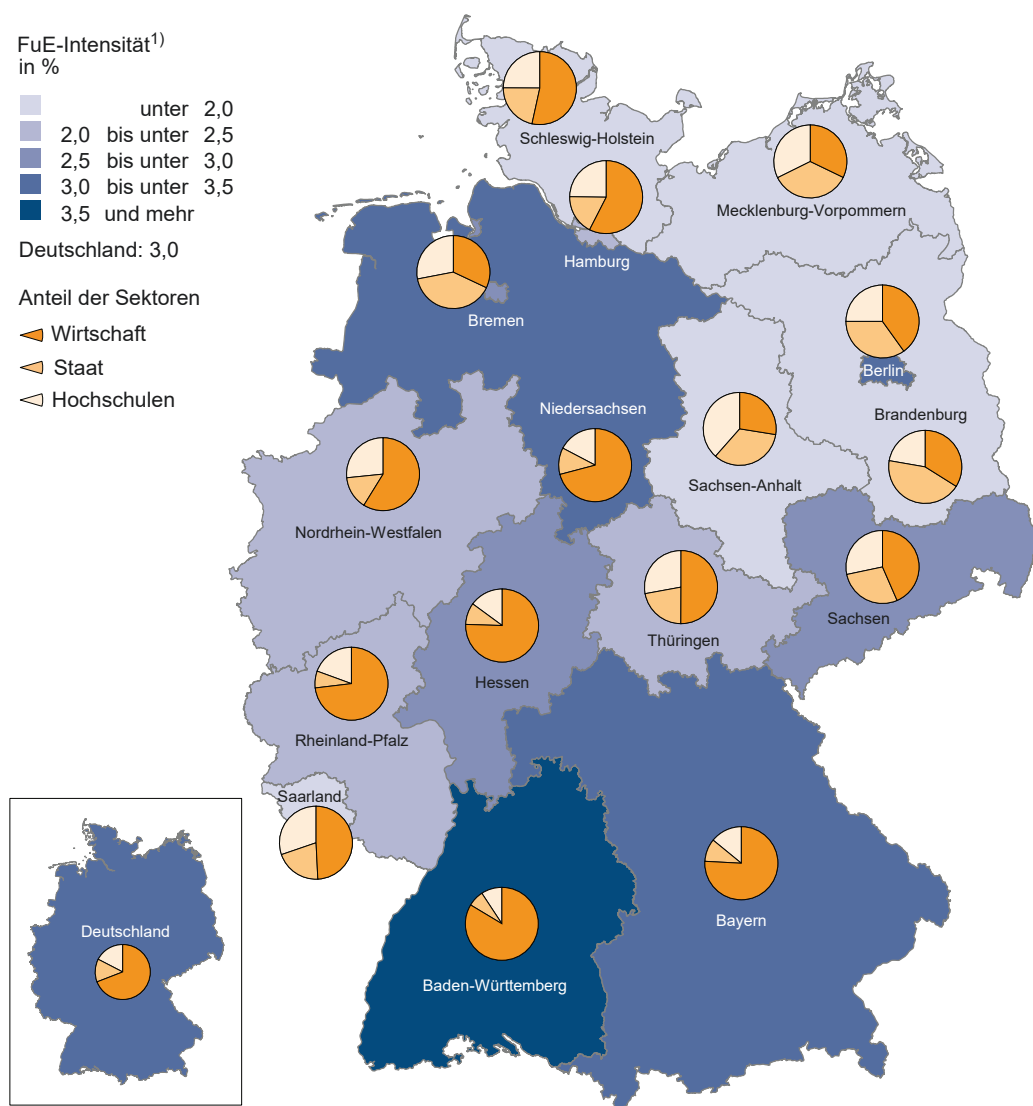 FuE-Intensität1)
in %
unter 2,0
2,0 bis unter 2,5
2,5 bis unter 3,0
3,0 bis unter 3,5
3,5 und mehr
Deutschland: 3,0
Anteil der Sektoren
Wirtschaft
Staat
Hochschulen
Schleswig-Holstein
Mecklenburg-Vorpommern
Hamburg
Bremen
Berlin
Niedersachsen
Brandenburg
Sachsen-Anhalt
Nordrhein-Westfalen
Sachsen
Thüringen
Hessen
Rheinland-Pfalz
Saarland
Bayern
Deutschland
Baden-Württemberg